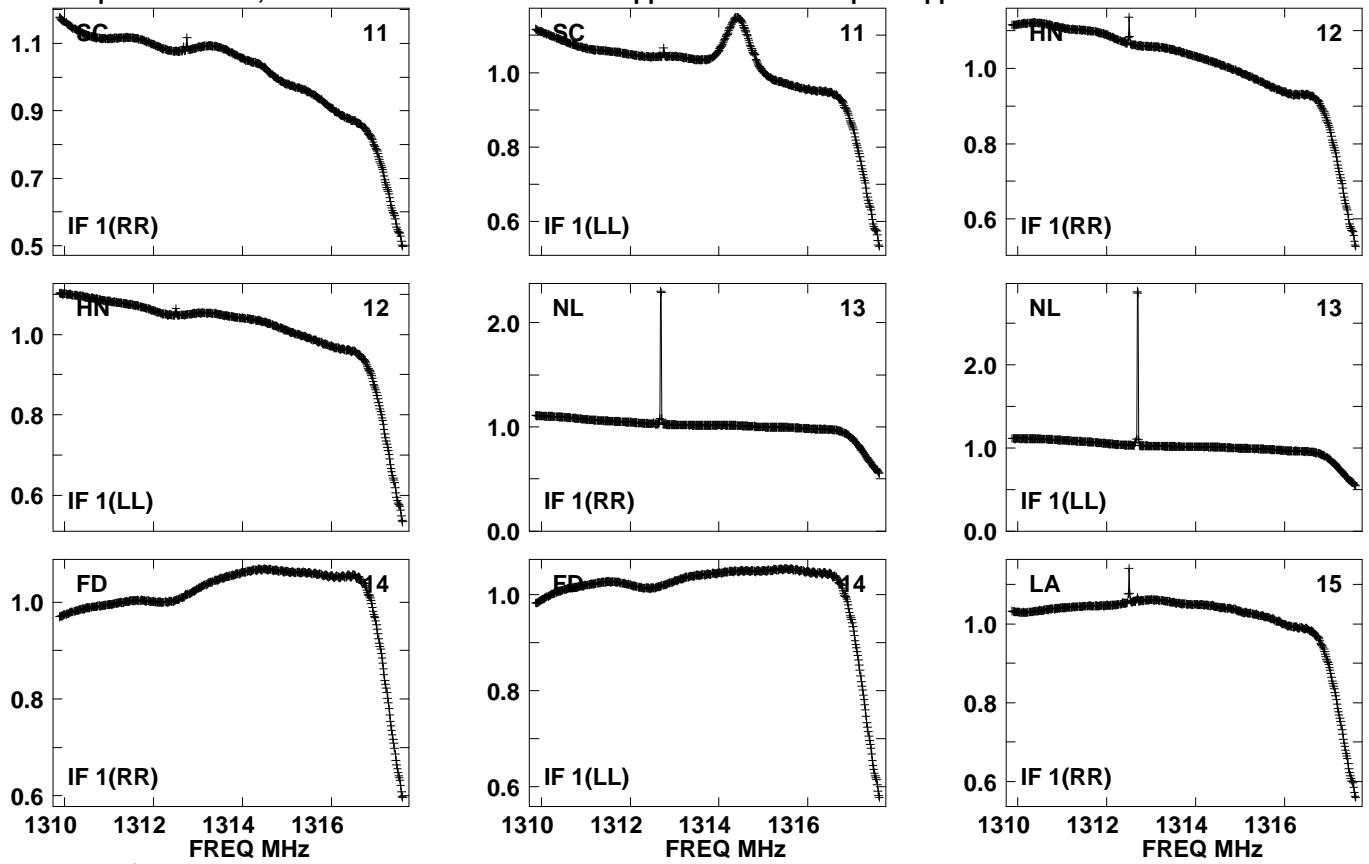 SC 11 SC 11 HN 12
1.1 1.0 1.0
0.9 0.8 0.8
0.7 0.6 0.6
0.5
IF 1(RR) IF 1(LL) IF 1(RR)
HN 12 NL 13 NL 13
1.0 2.0 2.0
0.8 1.0 1.0
0.6 0.0 0.0
IF 1(LL) IF 1(RR) IF 1(LL)
FD 14 FD 14 LA 15
1.0 1.0 1.0
0.8 0.8 0.8
0.6 0.6 0.6
IF 1(RR) IF 1(LL) IF 1(RR)
1310 1312 1314 1316 1310 1312 1314 1316 1310 1312 1314 1316
FREQ MHz FREQ MHz FREQ MHz